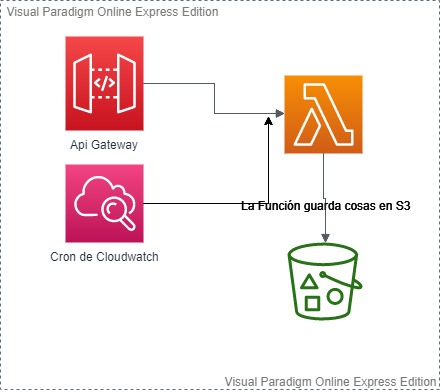 Visual Paradigm Online Express Edition
</>
Api Gateway
Cron de Cloudwatch
La Función guarda cosas en S3
Visual Paradigm Online Express Edition